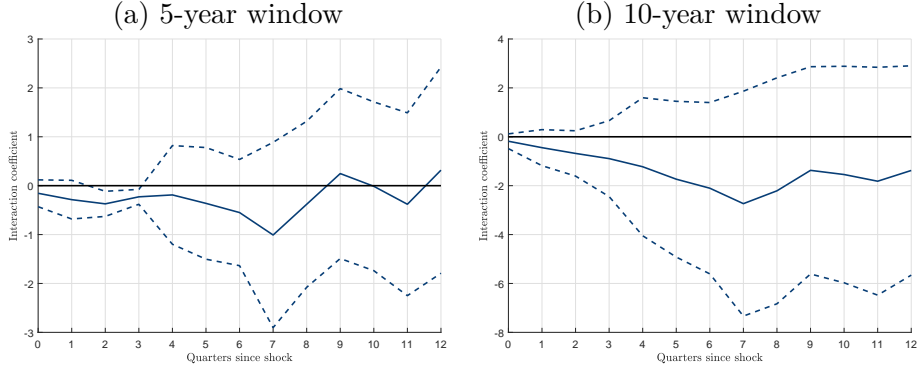 (a) 5-year window
3
2
1
0
-1
-2
-3
Interaction coefficient
0 1 2 3 4 5 6 7 8 9 10 11 12
Quarters since shock
(b) 10-year window
4
2
0
-2
-4
-6
-8
Interaction coefficient
0 1 2 3 4 5 6 7 8 9 10 11 12
Quarters since shock